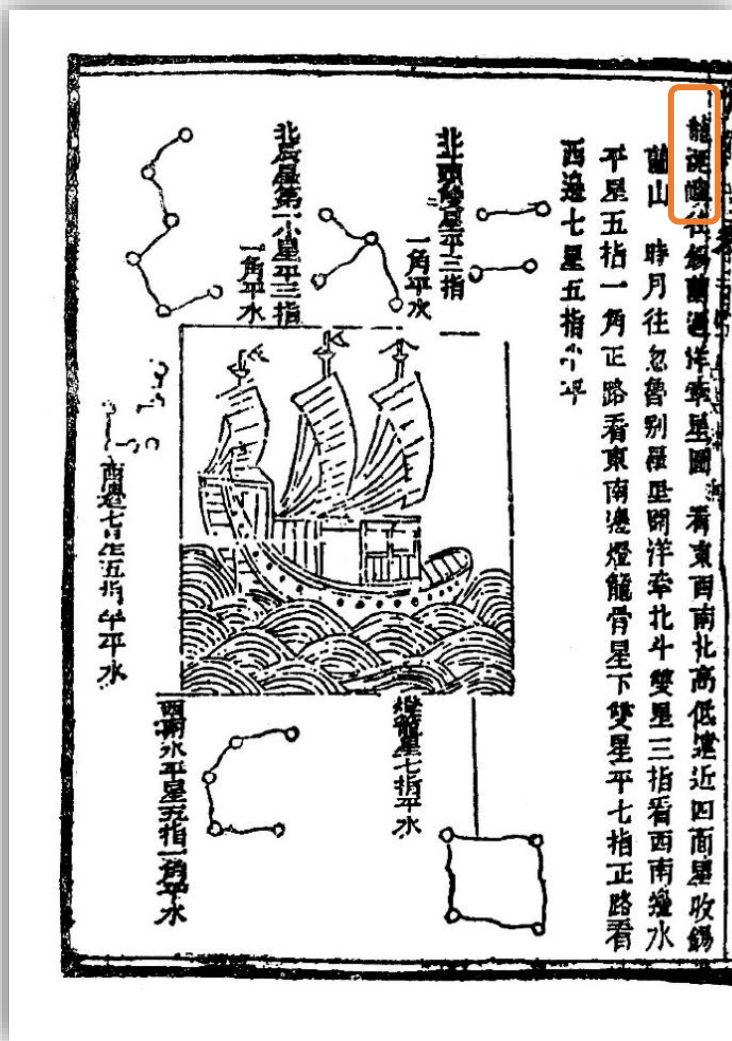 龍涎嶼往錫蘭過洋牽星圖 看東西南北高低遠近四面星收錫
蘭山 時月往忽魯別羅里開洋牽北斗雙星三指看西南邊水
平星五指一角正路看東南邊燈籠骨星下雙星平七指正路看
西邊七星五指半平
北斗頭雙星平三指
一角平水
北辰星第一小星平三指
一角平水
西邊七星五指半平水
燈籠星七指平水
西南水平星五指一角平水